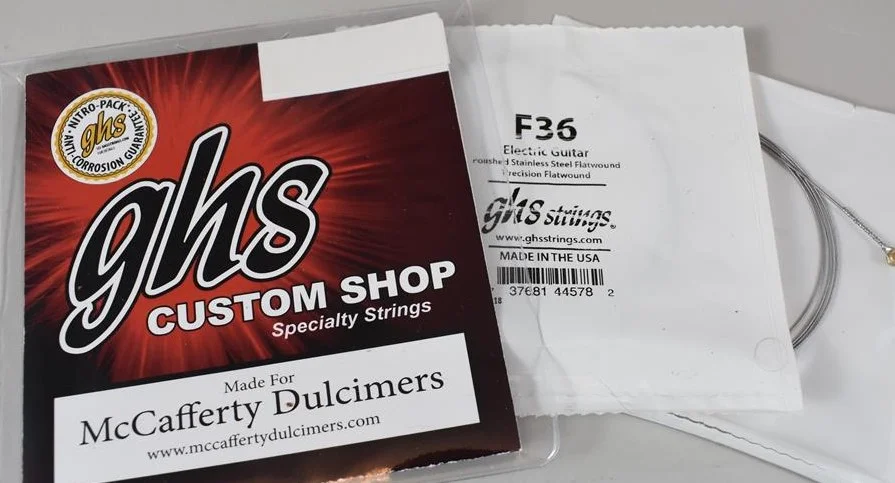 NITRO-PACK
ghs
ANTI-CORROSION GUARANTEE
ghs
CUSTOM SHOP
Specialty Strings
Made For
McCafferty Dulcimers
www.mccaffertydulcimers.com
F36
Electric Guitar
Polished Stainless Steel Flatwound
Precision Flatwound
ghs strings
www.ghsstrings.com
MADE IN THE USA
37681 44578 2
18